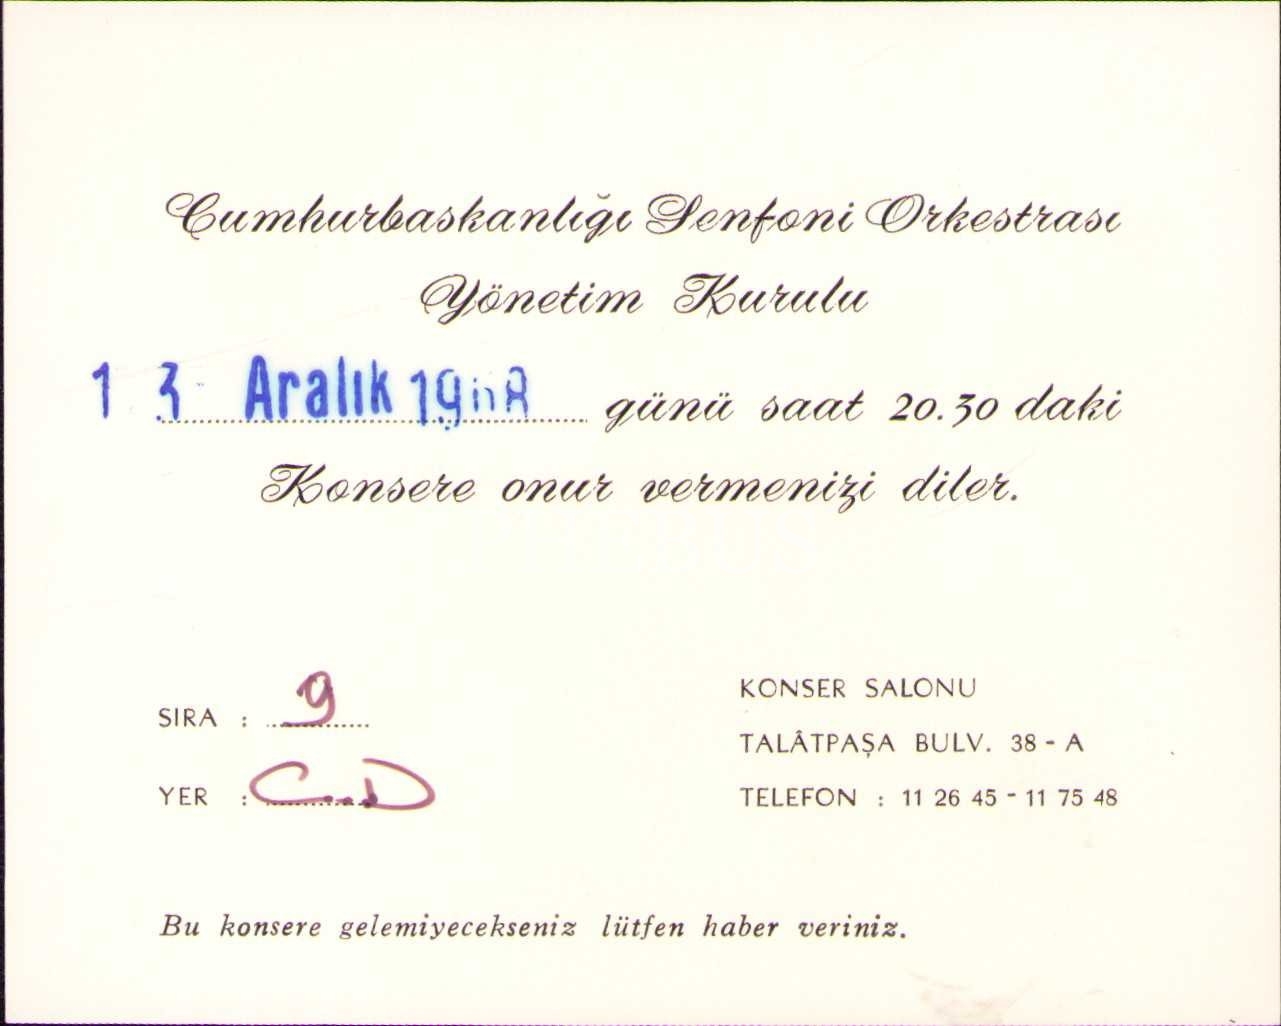 Cumhurbaskanlığı Senfoni Orkestrası
Yönetim Kurulu
13 Aralık günü saat 20.30 daki
Konsere onur vermenizi diler.
SIRA : 9
YER : C-D
KONSER SALONU
TALÂTPAŞA BULV. 38 - A
TELEFON : 11 26 45 - 11 75 48
Bu konsere gelemiyecekseniz lütfen haber veriniz.